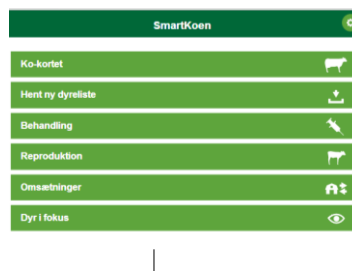 SmartKoen
Ko-kortet
Hent ny dyreliste
Behandling
Reproduktion
Omsætninger
Dyr i fokus